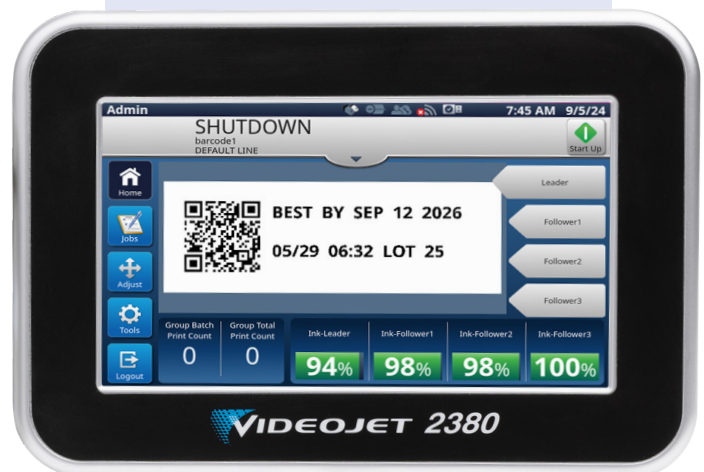 Admin
7:45 AM 9/5/24
SHUTDOWN
barcode1
DEFAULT LINE
Start Up
Home
Jobs
Adjust
Tools
Logout
BEST BY SEP 12 2026
05/29 06:32 LOT 25
Leader
Follower1
Follower2
Follower3
Group Batch
Print Count
0
Group Total
Print Count
0
Ink-Leader
94%
Ink-Follower1
98%
Ink-Follower2
98%
Ink-Follower3
100%
VIDEOJET 2380